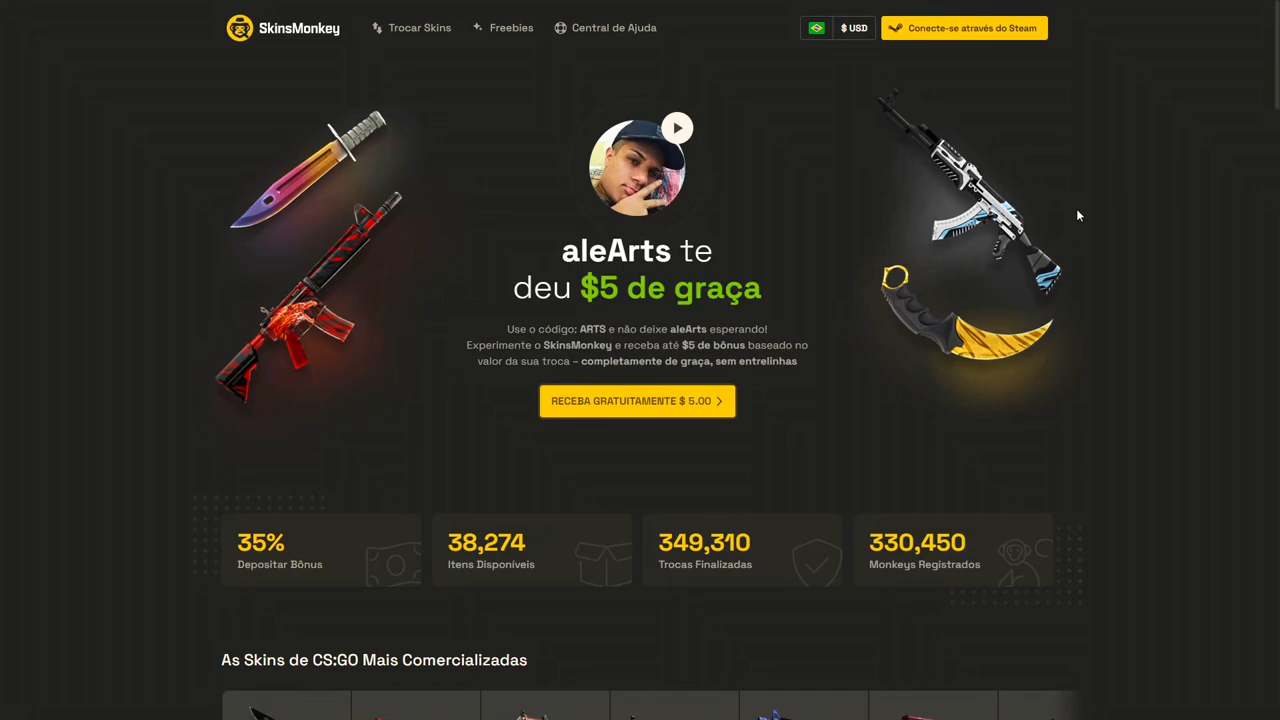 SkinsMonkey
Trocar Skins
Freebies
Central de Ajuda
$ USD
Conecte-se através do Steam
aleArts te
deu $5 de graça
Use o código: ARTS e não deixe aleArts esperando!
Experimente o SkinsMonkey e receba até $5 de bônus baseado no
valor da sua troca – completamente de graça, sem entrelinhas
RECEBA GRATUITAMENTE $ 5.00
35%
Depositar Bônus
38,274
Itens Disponíveis
349,310
Trocas Finalizadas
330,450
Monkeys Registrados
As Skins de CS:GO Mais Comercializadas